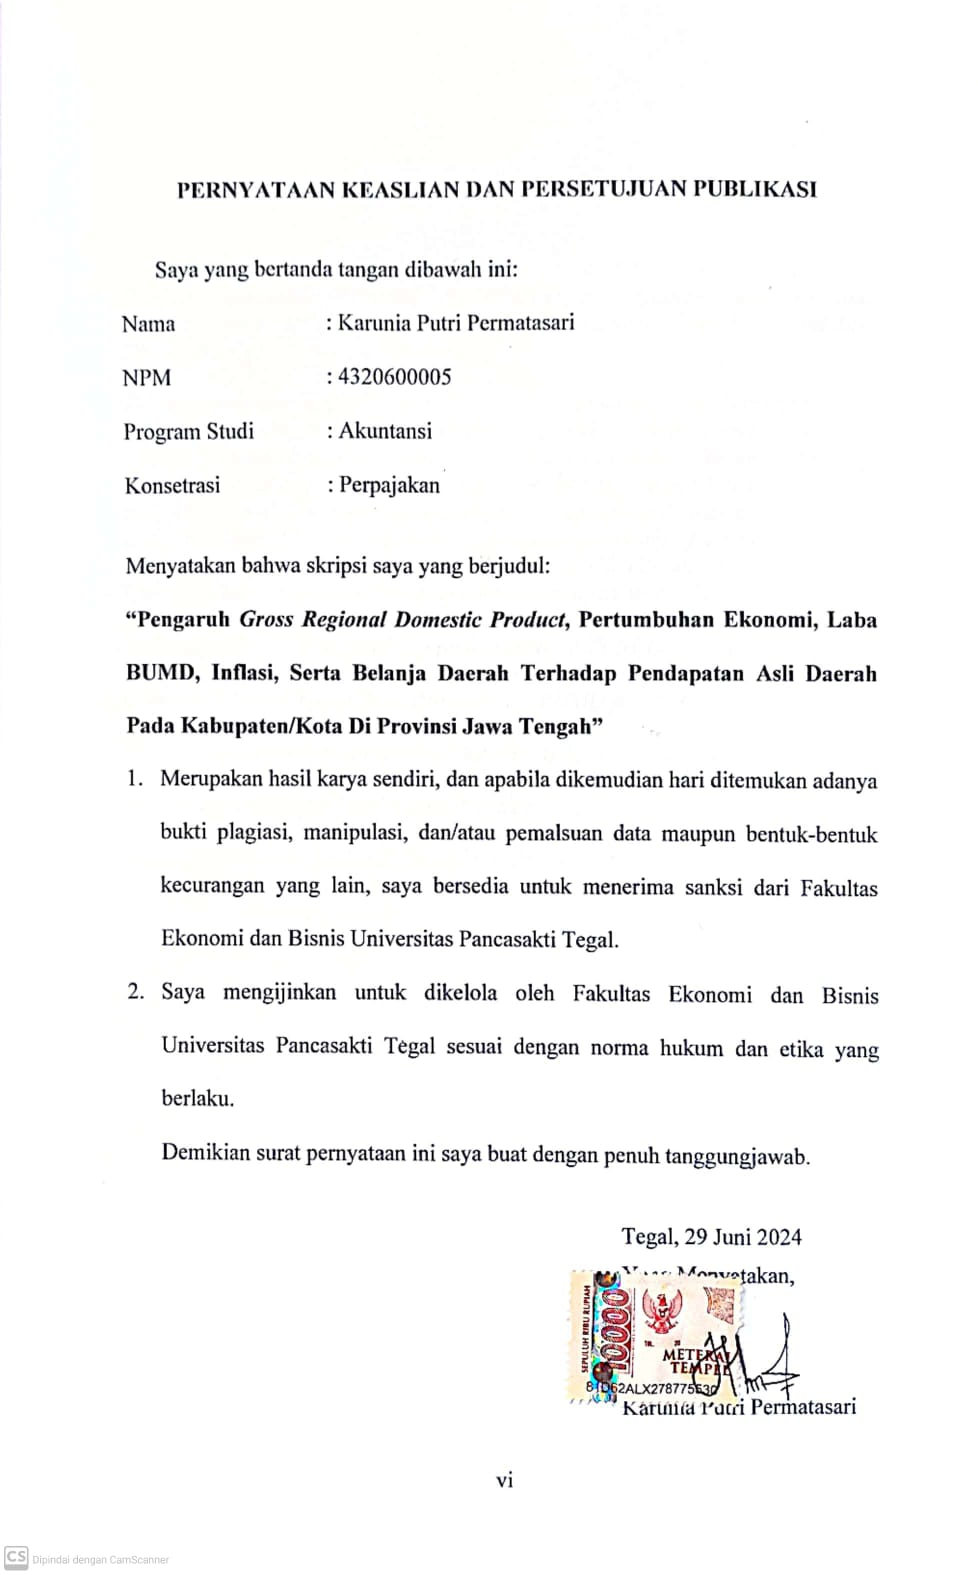 PERNYATAAN KEASLIAN DAN PERSETUJUAN PUBLIKASI
Saya yang bertanda tangan dibawah ini:
Nama : Karunia Putri Permatasari
NPM : 4320600005
Program Studi : Akuntansi
Konsetrasi : Perpajakan
Menyatakan bahwa skripsi saya yang berjudul:
“Pengaruh Gross Regional Domestic Product, Pertumbuhan Ekonomi, Laba
BUMD, Inflasi, Serta Belanja Daerah Terhadap Pendapatan Asli Daerah
Pada Kabupaten/Kota Di Provinsi Jawa Tengah”
1. Merupakan hasil karya sendiri, dan apabila dikemudian hari ditemukan adanya
bukti plagiasi, manipulasi, dan/atau pemalsuan data maupun bentuk-bentuk
kecurangan yang lain, saya bersedia untuk menerima sanksi dari Fakultas
Ekonomi dan Bisnis Universitas Pancasakti Tegal.
2. Saya mengijinkan untuk dikelola oleh Fakultas Ekonomi dan Bisnis
Universitas Pancasakti Tegal sesuai dengan norma hukum dan etika yang
berlaku.
Demikian surat pernyataan ini saya buat dengan penuh tanggungjawab.
Tegal, 29 Juni 2024
Yang Menyatakan,
SEPULUH RIBU RUPIAH
10000
METERAI
TEMPEL
Karunia Putri Permatasari
vi
CS Dipindai dengan CamScanner